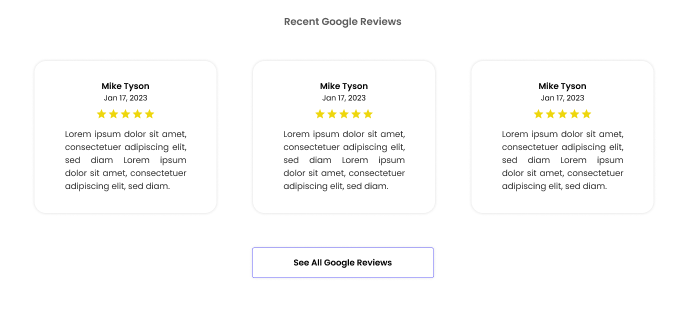 Recent Google Reviews
Mike Tyson
Jan 17, 2023
Lorem ipsum dolor sit amet,
consectetuer adipiscing elit,
sed diam Lorem ipsum
dolor sit amet, consectetuer
adipiscing elit, sed diam.
Mike Tyson
Jan 17, 2023
Lorem ipsum dolor sit amet,
consectetuer adipiscing elit,
sed diam Lorem ipsum
dolor sit amet, consectetuer
adipiscing elit, sed diam.
Mike Tyson
Jan 17, 2023
Lorem ipsum dolor sit amet,
consectetuer adipiscing elit,
sed diam Lorem ipsum
dolor sit amet, consectetuer
adipiscing elit, sed diam.
See All Google Reviews